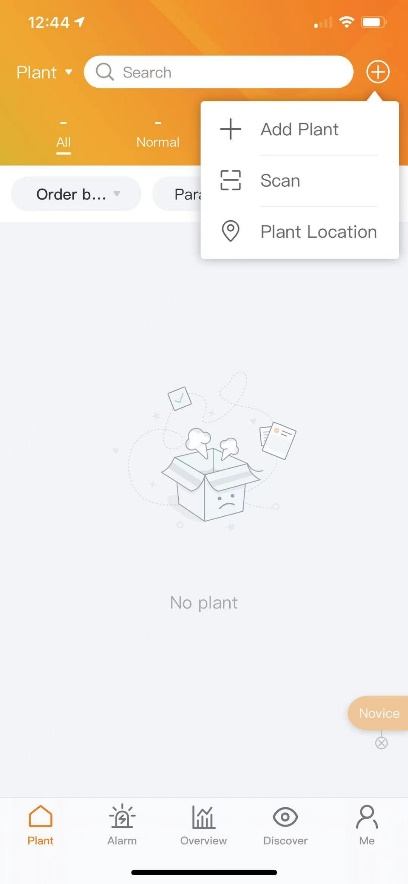 12:44
Plant
Search
-
-
All
Normal
Add Plant
Scan
Plant Location
Order b...
Para
No plant
Novice
Plant
Alarm
Overview
Discover
Me